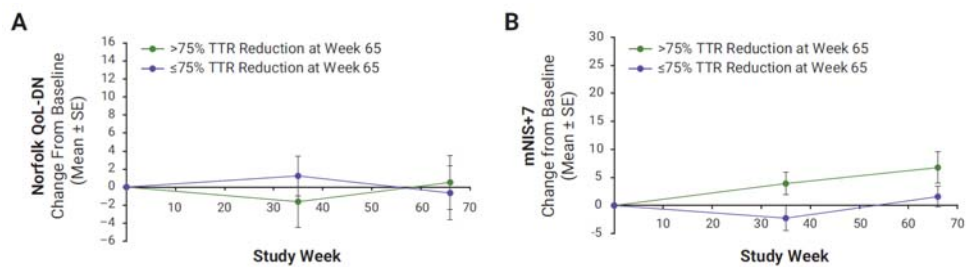 A
16
14
12
10
8
6
4
2
0
−2
−4
−6
10 20 30 40 50 60 70
>75% TTR Reduction at Week 65
≤75% TTR Reduction at Week 65
Norfolk QoL-DN
Change From Baseline
(Mean ± SE)
Study Week
B
30
25
20
15
10
5
0
-5
10 20 30 40 50 60 70
>75% TTR Reduction at Week 65
≤75% TTR Reduction at Week 65
mNIS+7
Change from Baseline
(Mean ± SE)
Study Week